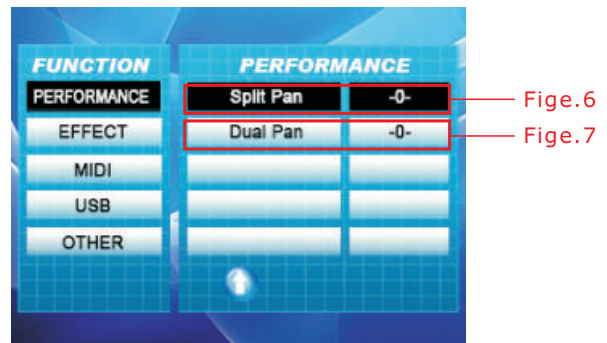 FUNCTION
PERFORMANCE
EFFECT
MIDI
USB
OTHER
PERFORMANCE
Split Pan -0-
Dual Pan -0-
Fige.6
Fige.7